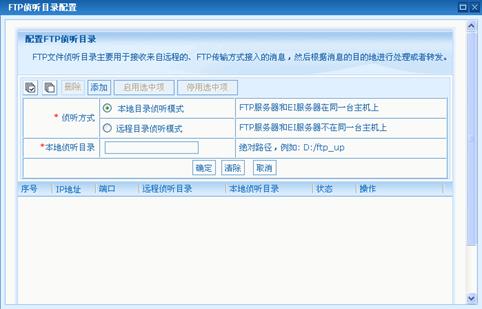 FTP侦听目录配置
配置FTP侦听目录
FTP文件侦听目录主要用于接收来自远程的、FTP传输方式接入的消息，然后根据消息的目的地进行处理或者转发。
删除 添加 启用选中项 停用选中项
* 侦听方式
本地目录侦听模式 FTP服务器和EI服务器在同一台主机上
远程目录侦听模式 FTP服务器和EI服务器不在同一台主机上
*本地侦听目录 绝对路径，例如: D:/ftp_up
确定 清除 取消
序号 IP地址 端口 远程侦听目录 本地侦听目录 状态 操作